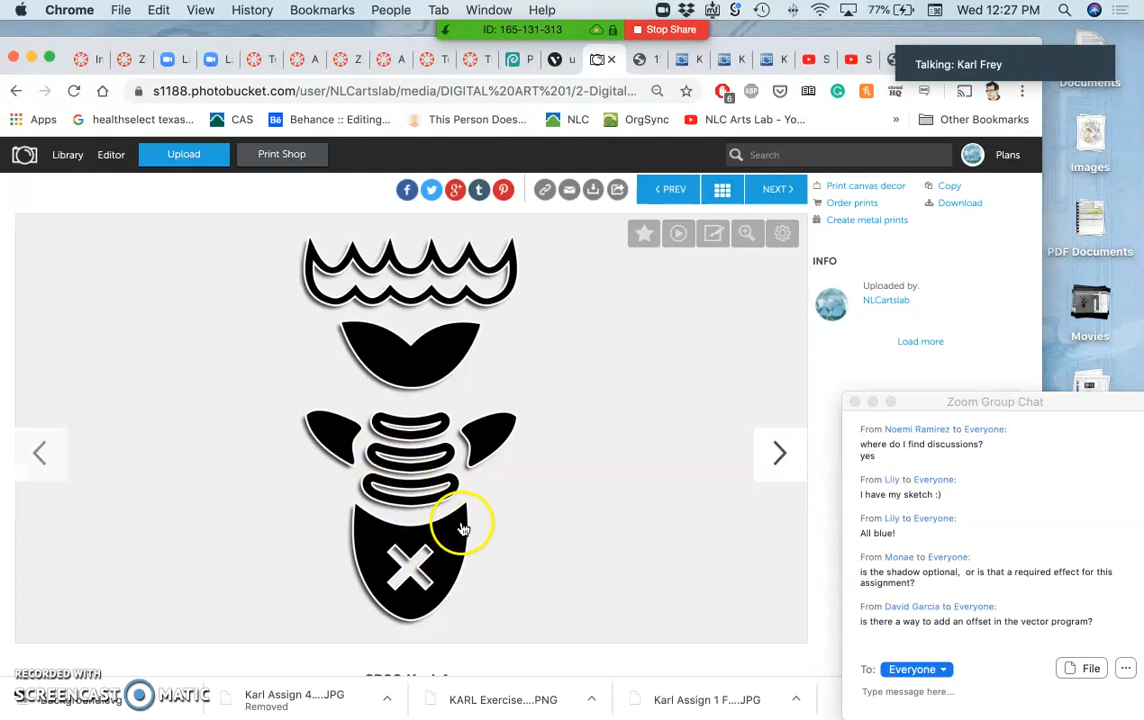 Chrome File Edit View History Bookmarks People Tab Window Help
77% Wed 12:27 PM
ID: 165-131-313 Stop Share
Talking: Karl Frey
s1188.photobucket.com/user/NLCartslab/media/DIGITAL%20ART%201/2-Digital...
6
Apps healthselect texas... CAS Behance :: Editing... This Person Does... NLC OrgSync NLC Arts Lab - Yo... » Other Bookmarks
Documents
Library Editor Upload Print Shop Search Plans
Images
PREV NEXT
Print canvas decor Copy
Order prints Download
Create metal prints
PDF Documents
INFO
Uploaded by:
NLCartslab
Load more
Movies
Zoom Group Chat
From Noemi Ramirez to Everyone:
where do I find discussions?
yes
From Lily to Everyone:
I have my sketch :)
From Lily to Everyone:
All blue!
From Monae to Everyone:
is the shadow optional, or is that a required effect for this
assignment?
From David Garcia to Everyone:
is there a way to add an offset in the vector program?
To: Everyone File
Type message here...
RECORDED WITH
SCREENCAST MATIC
Karl Assign 4....JPG
Removed
KARL Exercise....PNG
Karl Assign 1 F....JPG